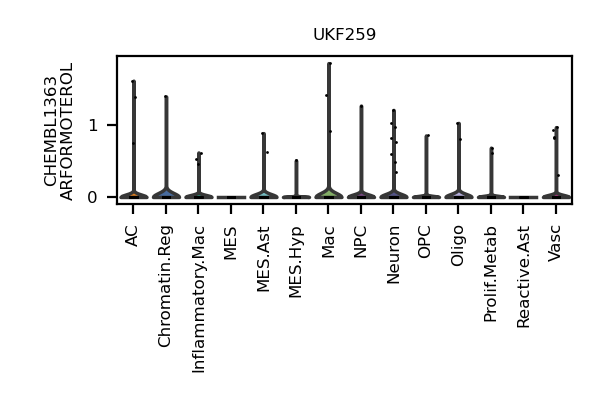 UKF259
CHEMBL1363
ARFORMOTEROL
1
0
AC
Chromatin.Reg
Inflammatory.Mac
MES
MES.Ast
MES.Hyp
Mac
NPC
Neuron
OPC
Oligo
Prolif.Metab
Reactive.Ast
Vasc